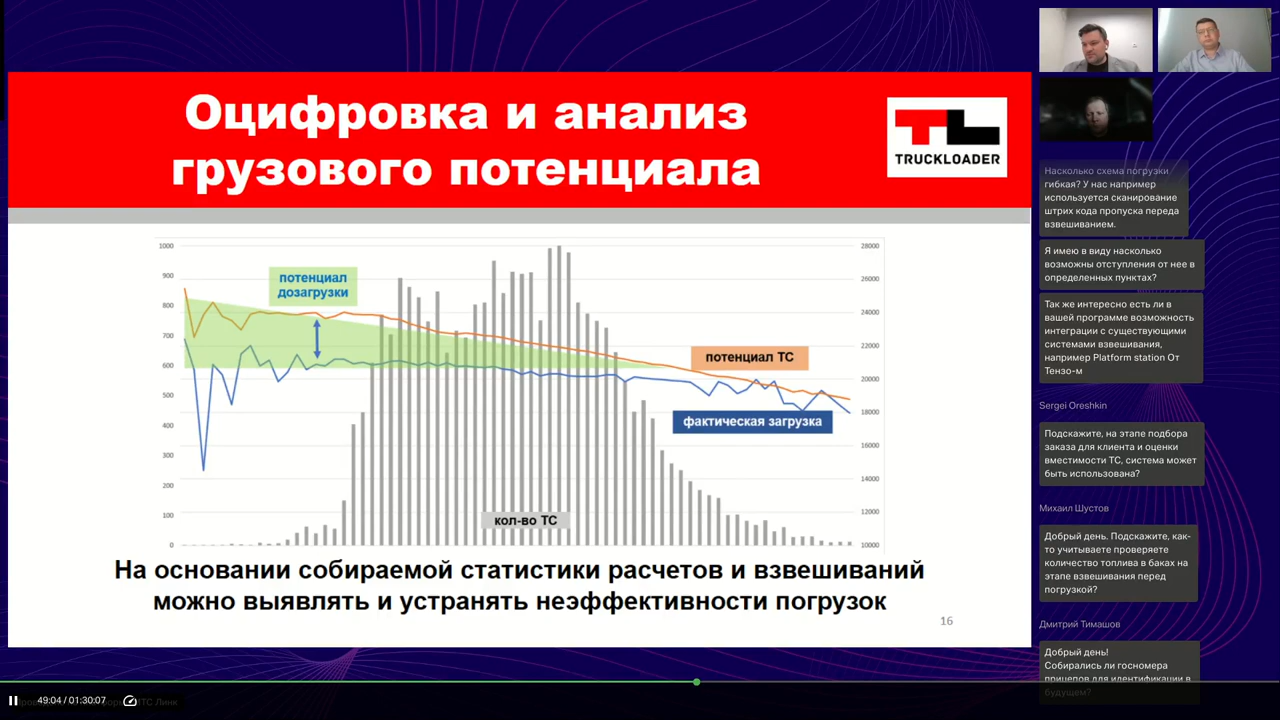 Оцифровка и анализ
грузового потенциала
TRUCKLOADER
1000
900
800
700
600
500
400
300
200
100
0
28000
26000
24000
22000
20000
18000
16000
14000
12000
10000
потенциал
дозагрузки
потенциал ТС
фактическая загрузка
кол-во ТС
На основании собираемой статистики расчетов и взвешиваний
можно выявлять и устранять неэффективности погрузок
16
Насколько схема погрузки
гибкая? У нас например
используется сканирование
штрих кода пропуска переда
взвешиванием.
Я имею в виду насколько
возможны отступления от нее в
определенных пунктах?
Так же интересно есть ли в
вашей программе возможность
интеграции с существующими
системами взвешивания,
например Platform station От
Тензо-м
Sergei Oreshkin
Подскажите, на этапе подбора
заказа для клиента и оценки
вместимости ТС, система может
быть использована?
Михаил Шустов
Добрый день. Подскажите, как-
то учитываете проверяете
количество топлива в баках на
этапе взвешивания перед
погрузкой?
Дмитрий Тимашов
Добрый день!
Собирались ли госномера
прицепов для идентификации в
будущем?
49:04 / 01:30:07
МТС Линк